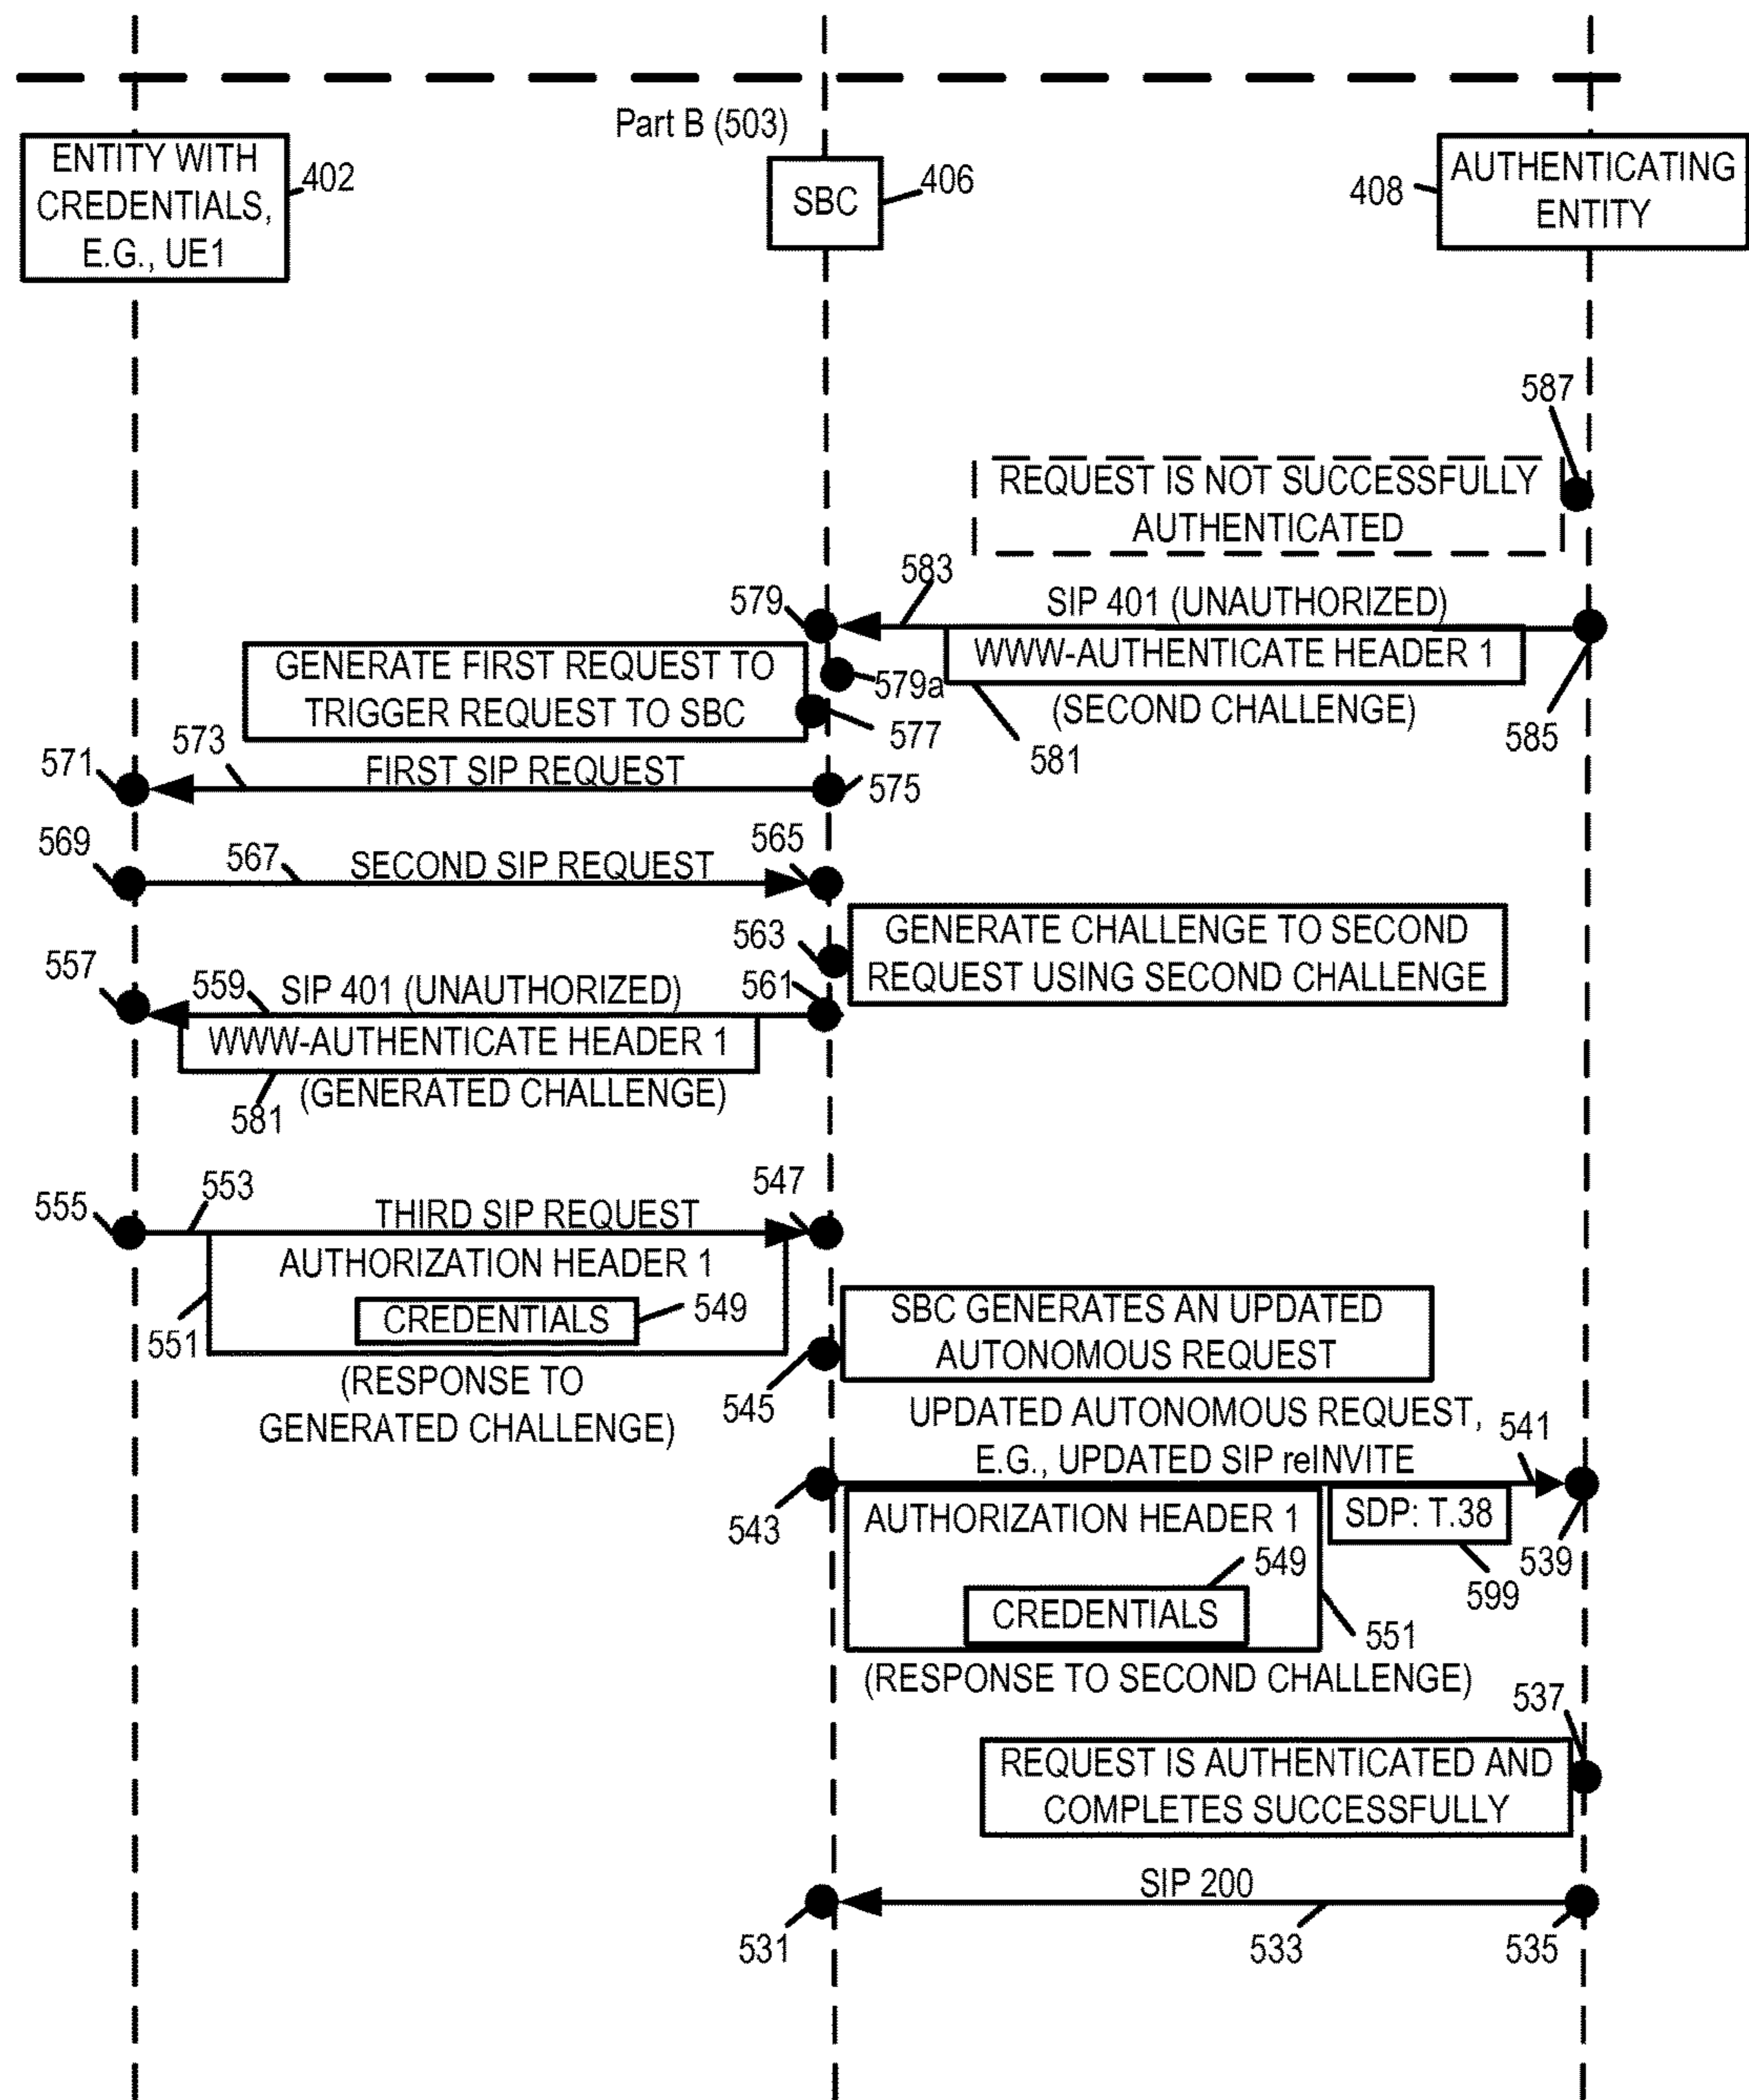 Part B (503)
ENTITY WITH
CREDENTIALS,
E.G., UE1
402
SBC
406
408
AUTHENTICATING
ENTITY
587
REQUEST IS NOT SUCCESSFULLY
AUTHENTICATED
583
579
SIP 401 (UNAUTHORIZED)
WWW-AUTHENTICATE HEADER 1
(SECOND CHALLENGE)
581
585
GENERATE FIRST REQUEST TO
TRIGGER REQUEST TO SBC
579a
577
571
573
FIRST SIP REQUEST
575
569
567
SECOND SIP REQUEST
565
563
GENERATE CHALLENGE TO SECOND
REQUEST USING SECOND CHALLENGE
557
559
SIP 401 (UNAUTHORIZED)
561
WWW-AUTHENTICATE HEADER 1
(GENERATED CHALLENGE)
581
555
553
THIRD SIP REQUEST
547
AUTHORIZATION HEADER 1
CREDENTIALS
549
551
(RESPONSE TO
GENERATED CHALLENGE)
SBC GENERATES AN UPDATED
AUTONOMOUS REQUEST
545
UPDATED AUTONOMOUS REQUEST,
E.G., UPDATED SIP reINVITE
541
543
AUTHORIZATION HEADER 1
SDP: T.38
539
599
549
CREDENTIALS
551
(RESPONSE TO SECOND CHALLENGE)
537
REQUEST IS AUTHENTICATED AND
COMPLETES SUCCESSFULLY
SIP 200
531
533
535